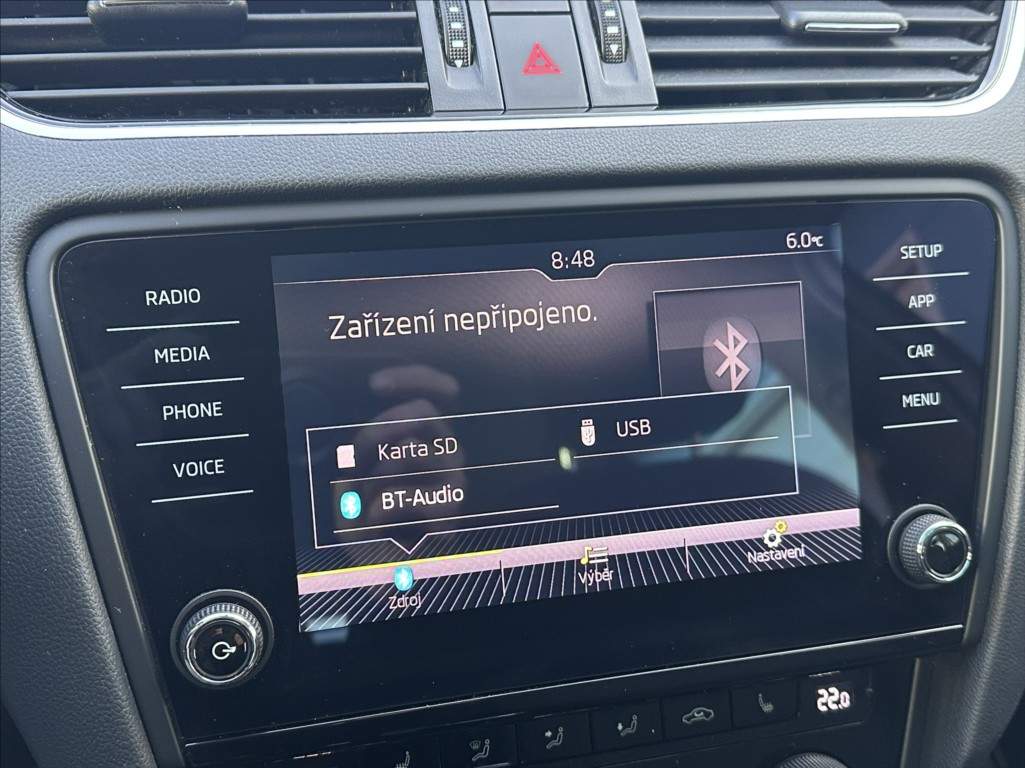 8:48
6.0°C
RADIO
MEDIA
PHONE
VOICE
Zařízení nepřipojeno.
Karta SD
USB
BT-Audio
Zdroj
Výběr
Nastavení
SETUP
APP
CAR
MENU
22.0